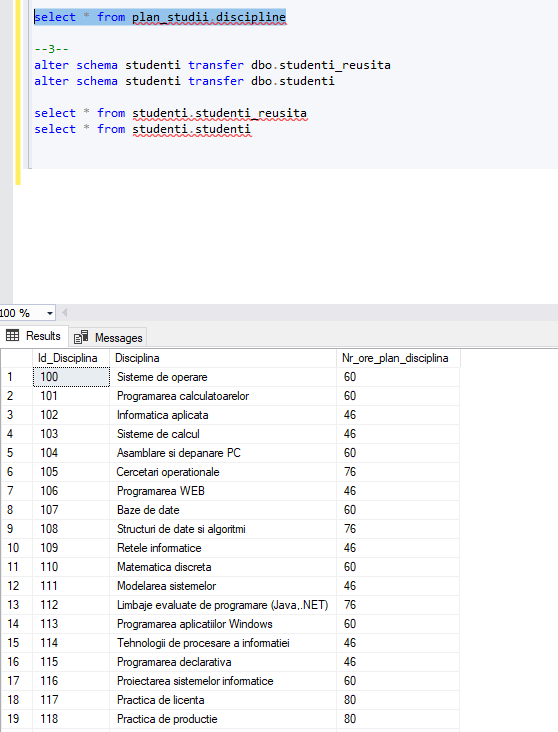 select * from plan_studii.discipline
--3--
alter schema studenti transfer dbo.studenti_reusita
alter schema studenti transfer dbo.studenti
select * from studenti.studenti_reusita
select * from studenti.studenti
100 %
Results Messages
Id_Disciplina Disciplina Nr_ore_plan_disciplina
1 100 Sisteme de operare 60
2 101 Programarea calculatoarelor 60
3 102 Informatica aplicata 46
4 103 Sisteme de calcul 46
5 104 Asamblare si depanare PC 60
6 105 Cercetari operationale 76
7 106 Programarea WEB 46
8 107 Baze de date 60
9 108 Structuri de date si algoritmi 76
10 109 Retele informatice 46
11 110 Matematica discreta 60
12 111 Modelarea sistemelor 46
13 112 Limbaje evaluate de programare (Java,.NET) 76
14 113 Programarea aplicatiilor Windows 60
15 114 Tehnologii de procesare a informatiei 46
16 115 Programarea declarativa 46
17 116 Proiectarea sistemelor informatice 60
18 117 Practica de licenta 80
19 118 Practica de productie 80